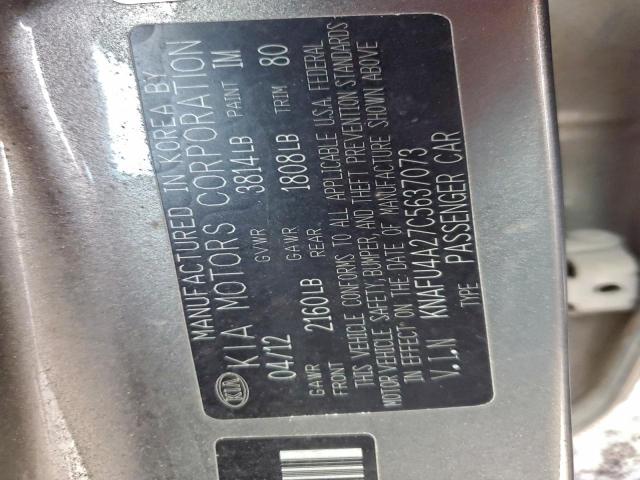 MANUFACTURED IN KOREA BY
KIA KIA MOTORS CORPORATION
04/12 GVWR 3814LB PAINT 1M
GAWR FRONT 2160LB GAWR REAR 1808LB TRIM 80
THIS VEHICLE CONFORMS TO ALL APPLICABLE U.S.A. FEDERAL
MOTOR VEHICLE SAFETY, BUMPER, AND THEFT PREVENTION STANDARDS
IN EFFECT ON THE DATE OF MANUFACTURE SHOWN ABOVE
V.I.N KNAFU4A27C5637073
TYPE PASSENGER CAR